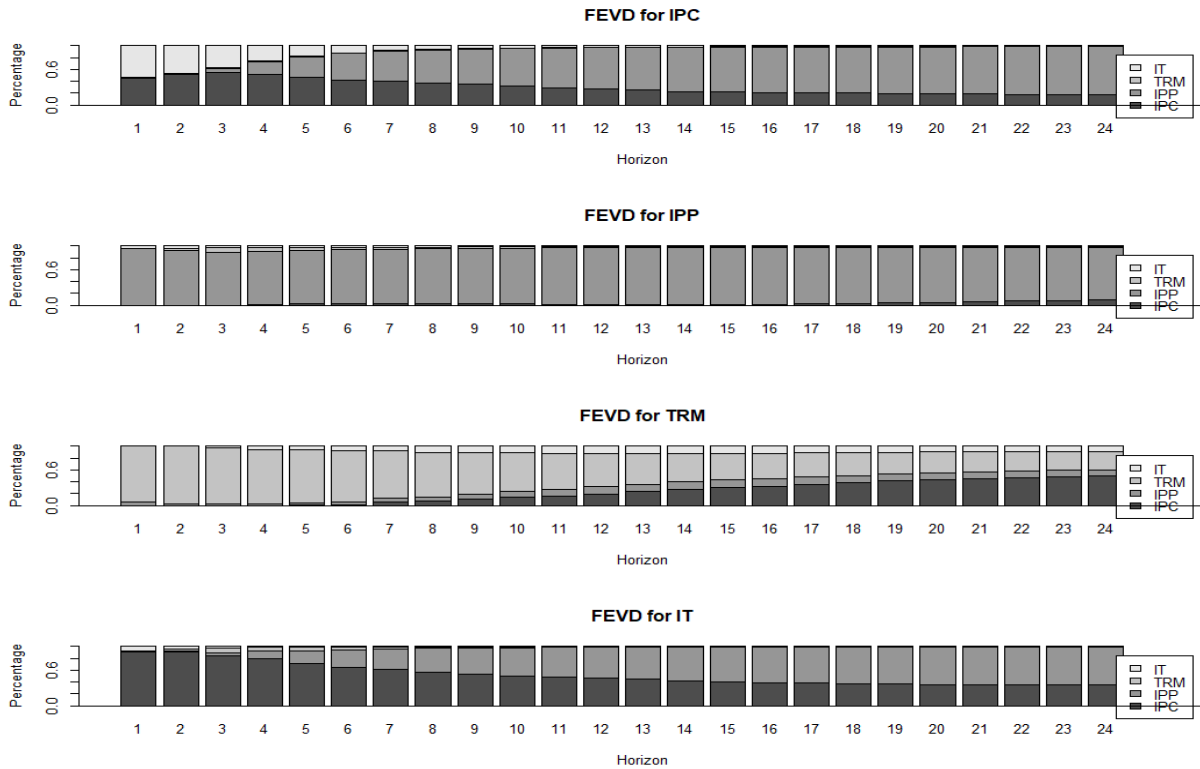 FEVD for IPC
Percentage
0.0 0.6
IT
TRM
IPP
IPC
1 2 3 4 5 6 7 8 9 10 11 12 13 14 15 16 17 18 19 20 21 22 23 24
Horizon
FEVD for IPP
Percentage
0.0 0.6
IT
TRM
IPP
IPC
1 2 3 4 5 6 7 8 9 10 11 12 13 14 15 16 17 18 19 20 21 22 23 24
Horizon
FEVD for TRM
Percentage
0.0 0.6
IT
TRM
IPP
IPC
1 2 3 4 5 6 7 8 9 10 11 12 13 14 15 16 17 18 19 20 21 22 23 24
Horizon
FEVD for IT
Percentage
0.0 0.6
IT
TRM
IPP
IPC
1 2 3 4 5 6 7 8 9 10 11 12 13 14 15 16 17 18 19 20 21 22 23 24
Horizon